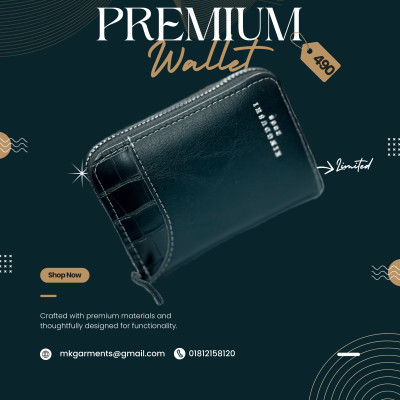 PREMIUM
Wallet
490
Limited
Shop Now
Crafted with premium materials and
thoughtfully designed for functionality.
mkgarments@gmail.com 01812158120